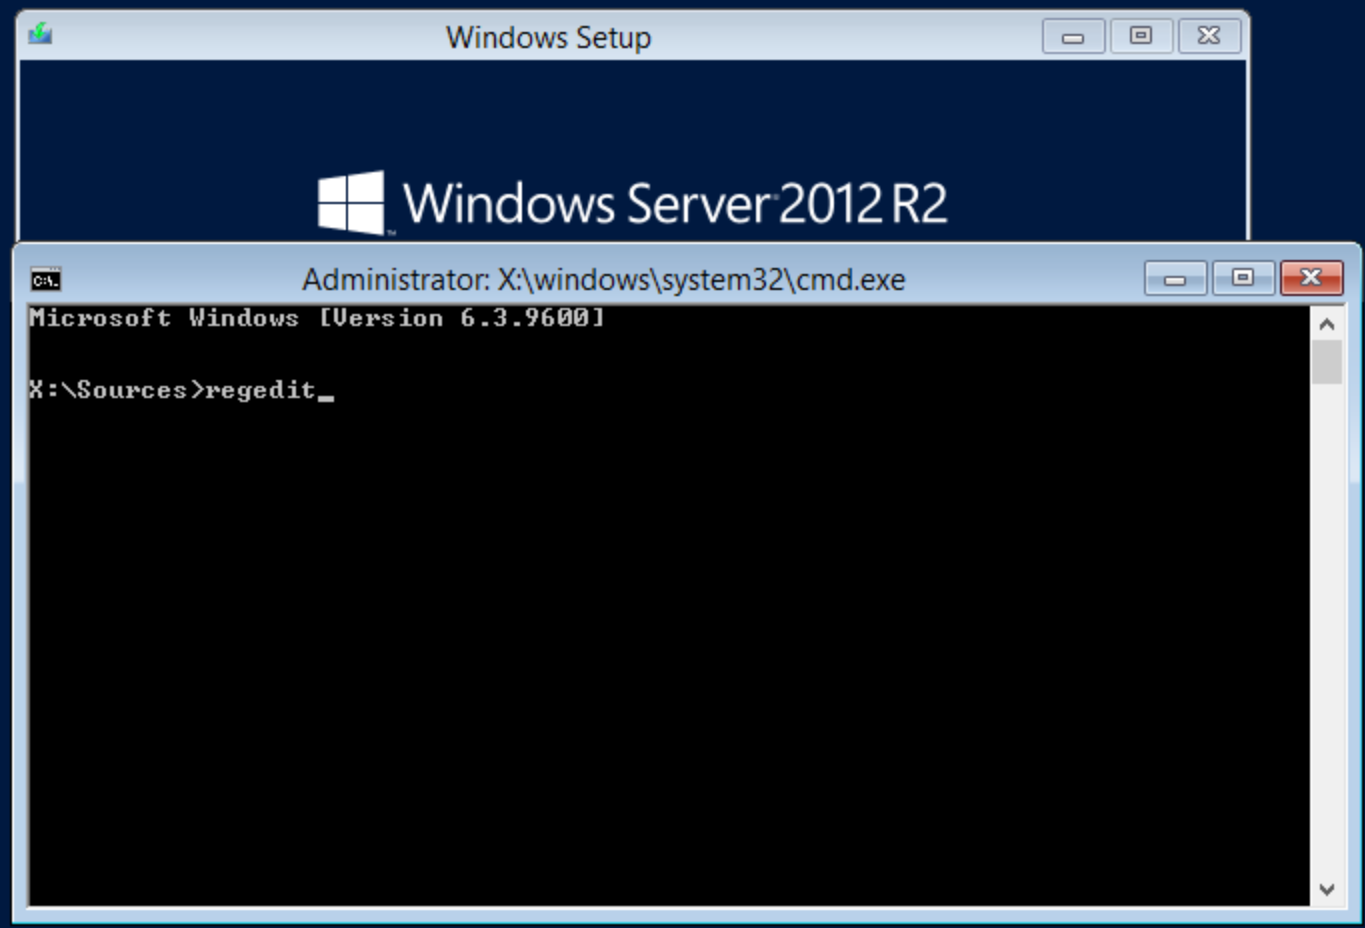 Windows Setup
Windows Server 2012 R2
Administrator: X:\windows\system32\cmd.exe
Microsoft Windows [Version 6.3.9600]
X:\Sources>regedit_